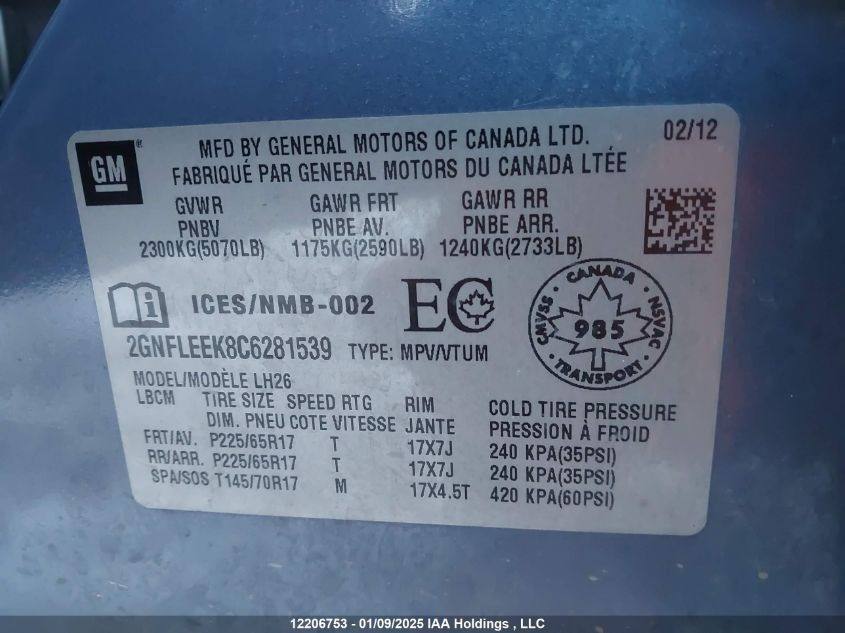 GM
MFD BY GENERAL MOTORS OF CANADA LTD. 02/12
FABRIQUÉ PAR GENERAL MOTORS DU CANADA LTÉE
GVWR GAWR FRT GAWR RR
PNBV PNBE AV. PNBE ARR.
2300KG(5070LB) 1175KG(2590LB) 1240KG(2733LB)
i ICES/NMB-002 EC
CANADA
CMVSS 985 NSVAC
TRANSPORT
2GNFLEEK8C6281539 TYPE: MPV/VTUM
MODEL/MODÈLE LH26
LBCM TIRE SIZE SPEED RTG RIM COLD TIRE PRESSURE
DIM. PNEU COTE VITESSE JANTE PRESSION À FROID
FRT/AV. P225/65R17 T 17X7J 240 KPA(35PSI)
RR/ARR. P225/65R17 T 17X7J 240 KPA(35PSI)
SPA/SOS T145/70R17 M 17X4.5T 420 KPA(60PSI)
12206753 - 01/09/2025 IAA Holdings , LLC